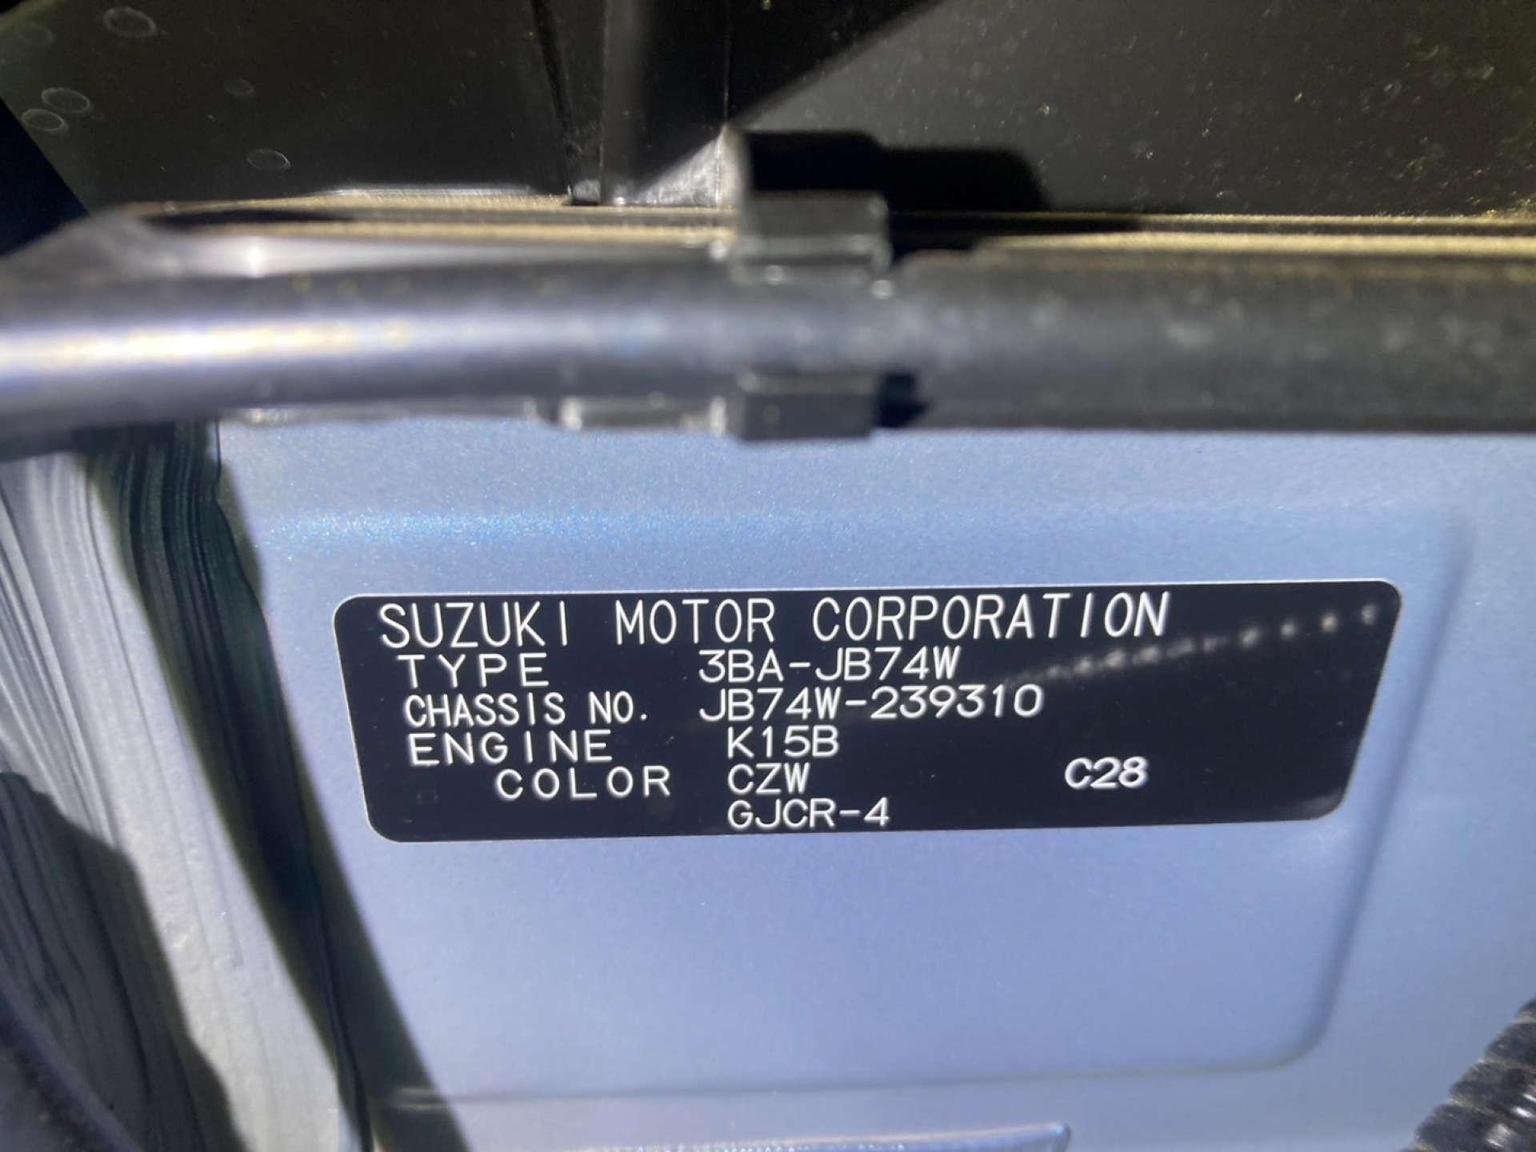 SUZUKI MOTOR CORPORATION
TYPE 3BA-JB74W
CHASSIS NO. JB74W-239310
ENGINE K15B
COLOR CZW C28
GJCR-4